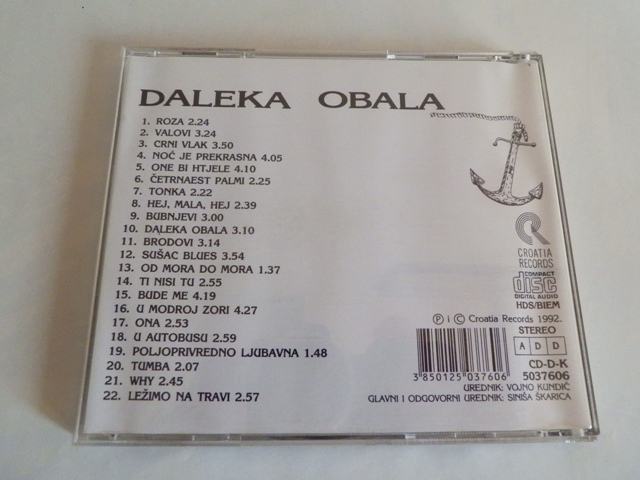 DALEKA OBALA
1. ROZA 2.24
2. VALOVI 3.24
3. CRNI VLAK 3.50
4. NOĆ JE PREKRASNA 4.05
5. ONE BI HTJELE 4.10
6. ČETRNAEST PALMI 2.25
7. TONKA 2.22
8. HEJ, MALA, HEJ 2.39
9. BUBNJEVI 3.00
10. DALEKA OBALA 3.10
11. BRODOVI 3.14
12. SUŠAC BLUES 3.54
13. OD MORA DO MORA 1.37
14. TI NISI TU 2.55
15. BUDE ME 4.19
16. U MODROJ ZORI 4.27
17. ONA 2.53
18. U AUTOBUSU 2.59
19. POLJOPRIVREDNO LJUBAVNA 1.48
20. TUMBA 2.07
21. WHY 2.45
22. LEŽIMO NA TRAVI 2.57
CROATIA
RECORDS
COMPACT
disc
DIGITAL AUDIO
HDS/BIEM
Ⓟ i © Croatia Records 1992.
STEREO
A D D
CD-D-K
5037606
3 850125 037606
UREDNIK: VOJNO KUNDIĆ
GLAVNI I ODGOVORNI UREDNIK: SINIŠA ŠKARICA